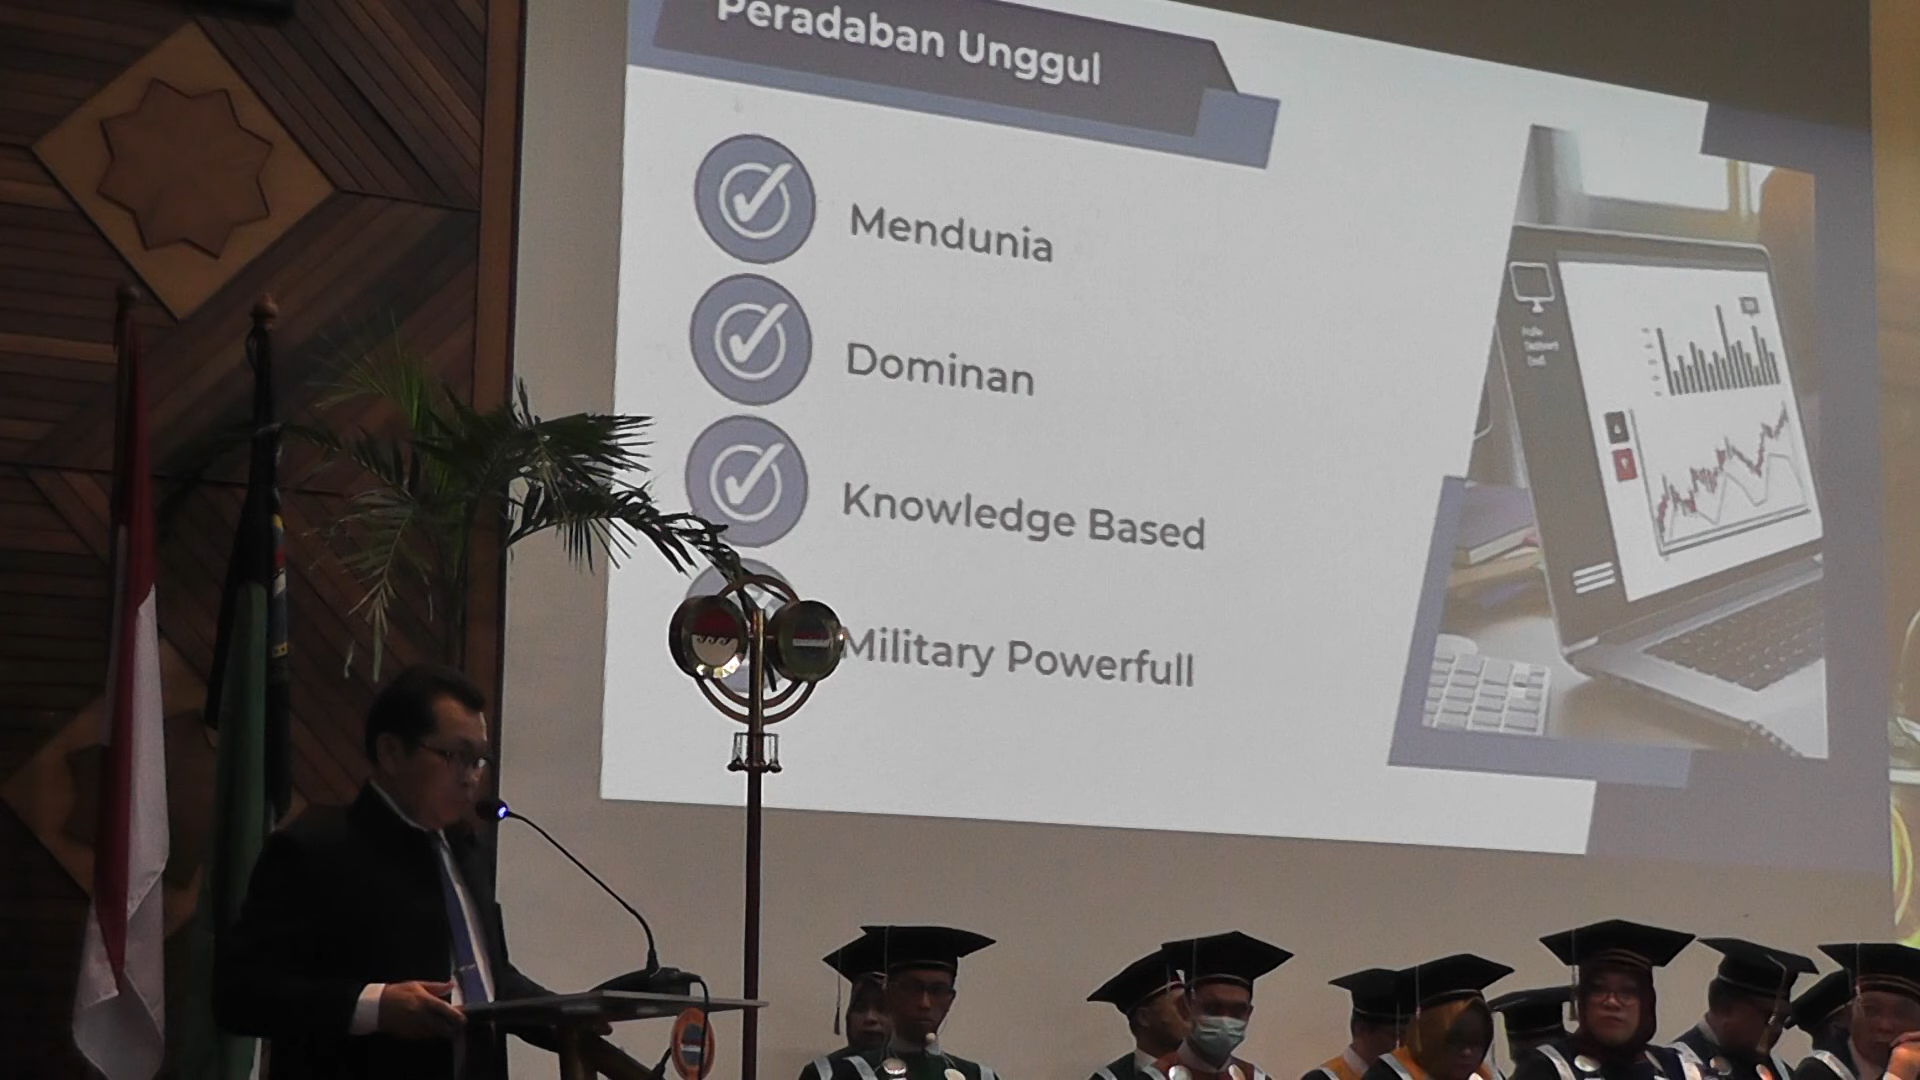 Peradaban Unggul
Mendunia
Dominan
Knowledge Based
Military Powerfull